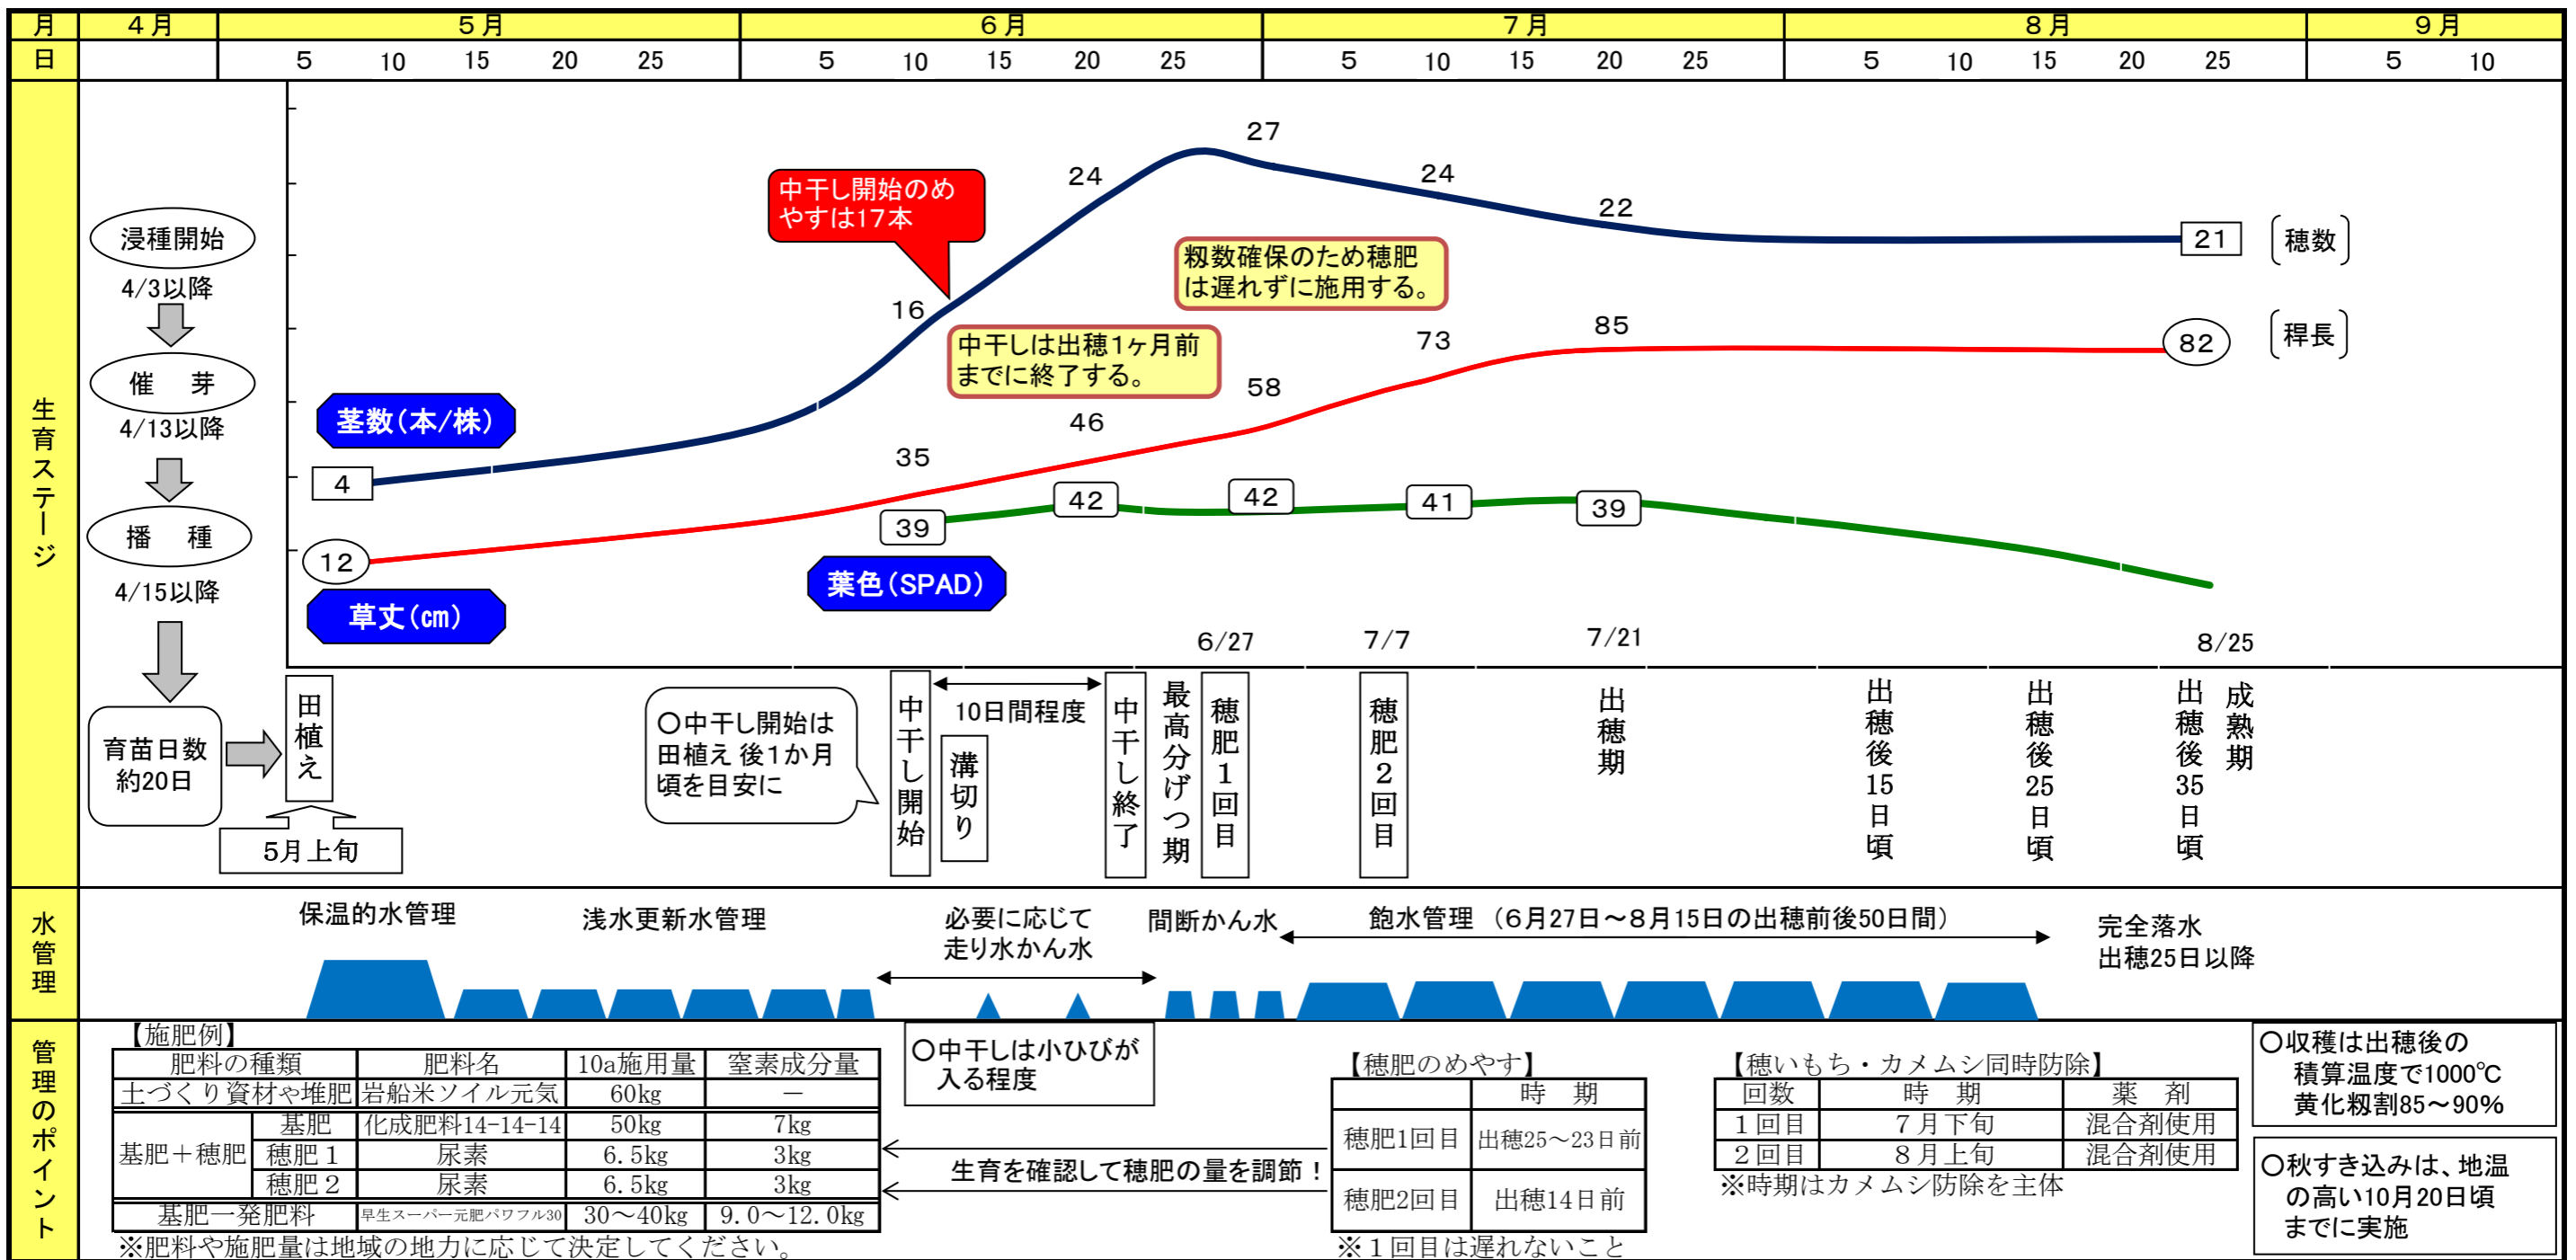 月 4月 5月 6月 7月 8月 9月
日 5 10 15 20 25 5 10 15 20 25 5 10 15 20 25 5 10 15 20 25 5 10
生育ステージ
浸種開始
4/3以降
催 芽
4/13以降
播 種
4/15以降
育苗日数
約20日
田植え
5月上旬
茎数(本/株)
4 16 24 27 24 22 21 〔穂数〕
中干し開始のめ
やすは17本
籾数確保のため穂肥
は遅れずに施用する。
中干しは出穂1ヶ月前
までに終了する。
草丈(㎝)
12 35 46 58 73 85 82 〔稈長〕
葉色(SPAD)
39 42 42 41 39
6/27 7/7 7/21 8/25
○中干し開始は
田植え 後1か月
頃を目安に
中干し開始
10日間程度
溝切り
中干し終了
最高分げつ期
穂肥1回目
穂肥2回目
出穂期
出穂後15日頃
出穂後25日頃
出穂後35日頃
成熟期
水管理
保温的水管理
浅水更新水管理
必要に応じて
走り水かん水
間断かん水
飽水管理 (6月27日～8月15日の出穂前後50日間)
完全落水
出穂25日以降
管理のポイント
【施肥例】
肥料の種類 肥料名 10a施用量 窒素成分量
土づくり資材や堆肥 岩船米ソイル元気 60kg －
基肥＋穂肥 基肥 化成肥料14-14-14 50kg 7kg
穂肥1 尿素 6.5kg 3kg
穂肥2 尿素 6.5kg 3kg
基肥一発肥料 早生スーパー元肥パワフル30 30～40kg 9.0～12.0kg
※肥料や施肥量は地域の地力に応じて決定してください。
○中干しは小ひびが
入る程度
生育を確認して穂肥の量を調節！
【穂肥のめやす】
時 期
穂肥1回目 出穂25～23日前
穂肥2回目 出穂14日前
※1回目は遅れないこと
【穂いもち・カメムシ同時防除】
回数 時 期 薬 剤
1回目 7月下旬 混合剤使用
2回目 8月上旬 混合剤使用
※時期はカメムシ防除を主体
○収穫は出穂後の
積算温度で1000℃
黄化籾割85～90%
○秋すき込みは、地温
の高い10月20日頃
までに実施